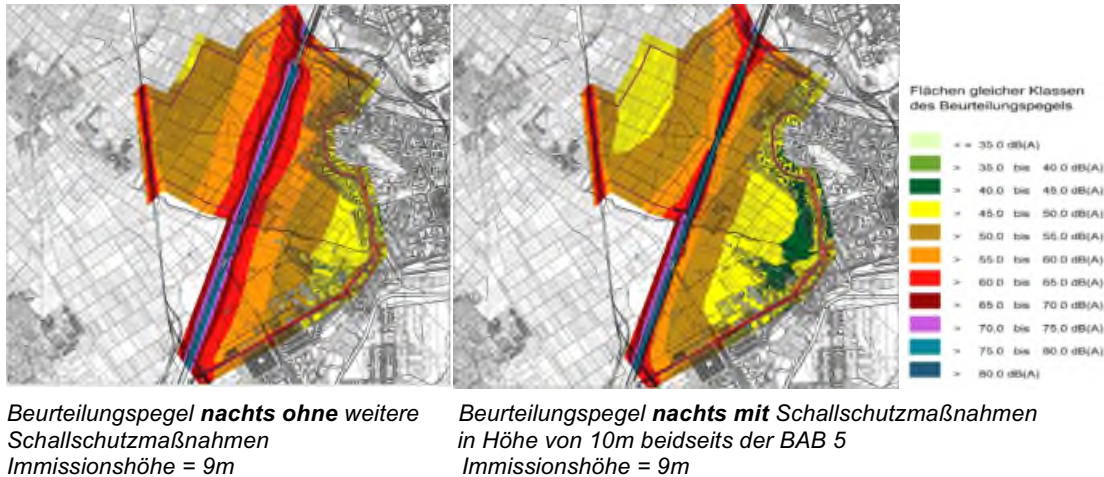 Flächen gleicher Klassen
des Beurteilungspegels
<= 35.0 dB(A)
> 35.0 bis 40.0 dB(A)
> 40.0 bis 45.0 dB(A)
> 45.0 bis 50.0 dB(A)
> 50.0 bis 55.0 dB(A)
> 55.0 bis 60.0 dB(A)
> 60.0 bis 65.0 dB(A)
> 65.0 bis 70.0 dB(A)
> 70.0 bis 75.0 dB(A)
> 75.0 bis 80.0 dB(A)
> 80.0 dB(A)
Beurteilungspegel nachts ohne weitere
Schallschutzmaßnahmen
Immissionshöhe = 9m
Beurteilungspegel nachts mit Schallschutzmaßnahmen
in Höhe von 10m beidseits der BAB 5
Immissionshöhe = 9m